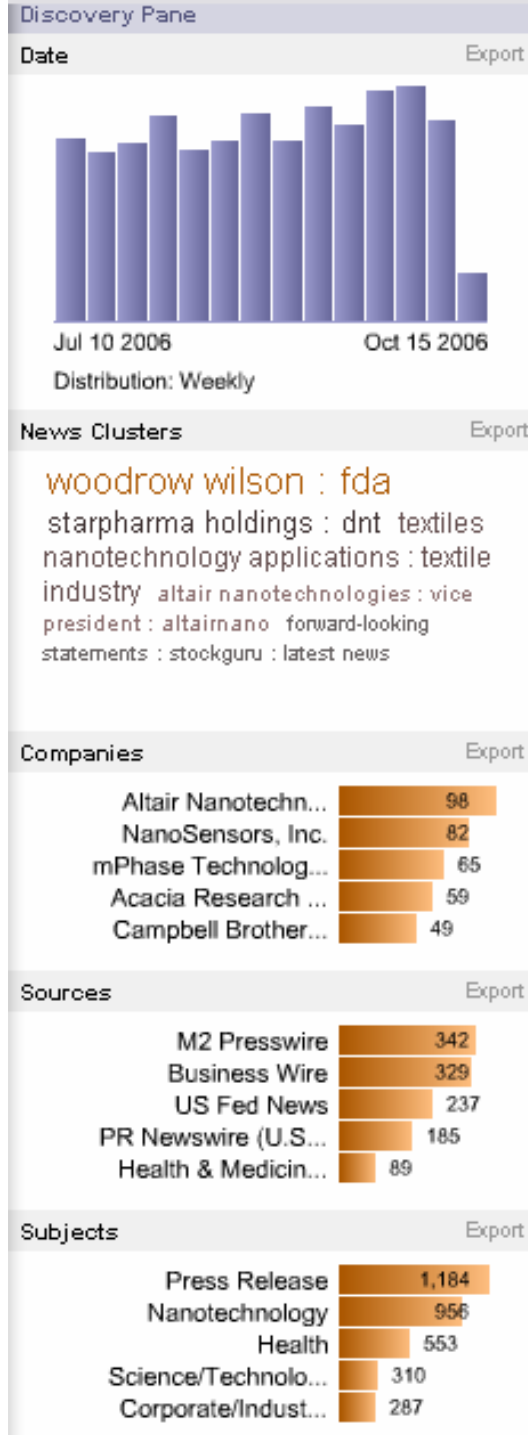 Discovery Pane
Date Export
Jul 10 2006 Oct 15 2006
Distribution: Weekly
News Clusters Export
woodrow wilson : fda
starpharma holdings : dnt textiles
nanotechnology applications : textile
industry altair nanotechnologies : vice
president : altairnano forward-looking
statements : stockguru : latest news
Companies Export
Altair Nanotechn... 98
NanoSensors, Inc. 82
mPhase Technolog... 65
Acacia Research ... 59
Campbell Brother... 49
Sources Export
M2 Presswire 342
Business Wire 329
US Fed News 237
PR Newswire (U.S... 185
Health & Medicin... 89
Subjects Export
Press Release 1,184
Nanotechnology 956
Health 553
Science/Technolo... 310
Corporate/Indust... 287